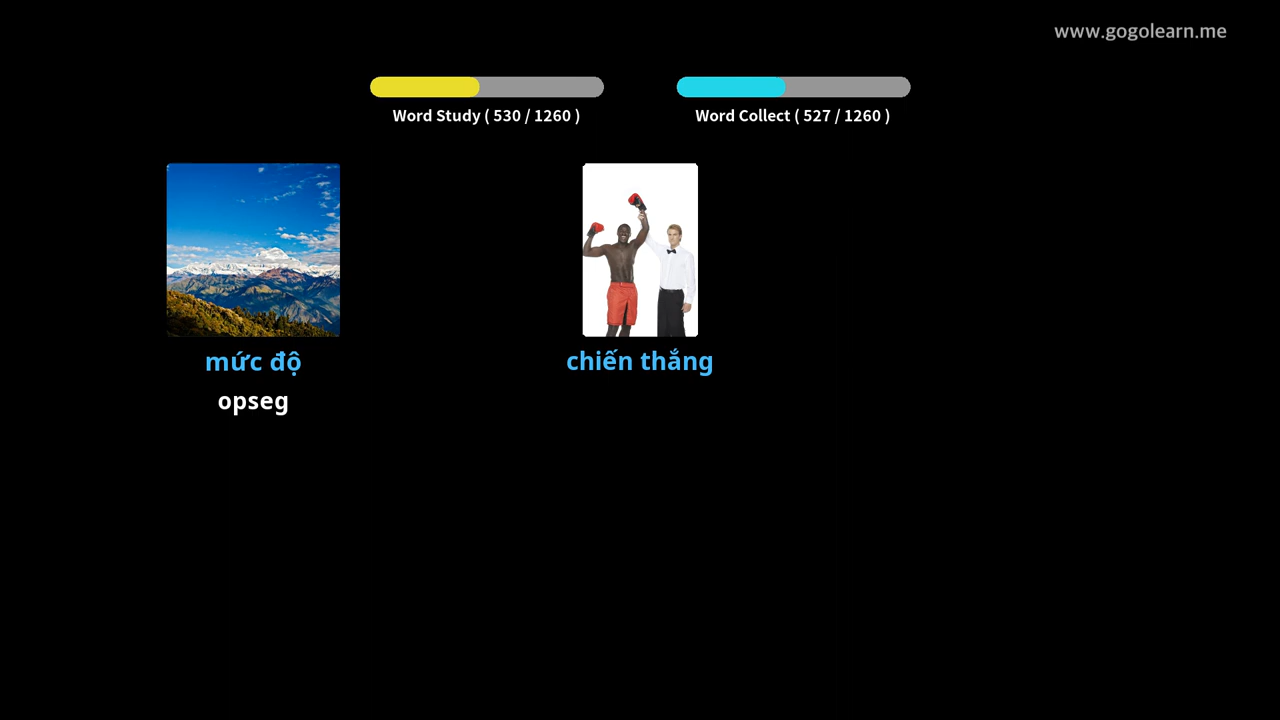 www.gogolearn.me
Word Study ( 530 / 1260 )
Word Collect ( 527 / 1260 )
mức độ
chiến thắng
opseg